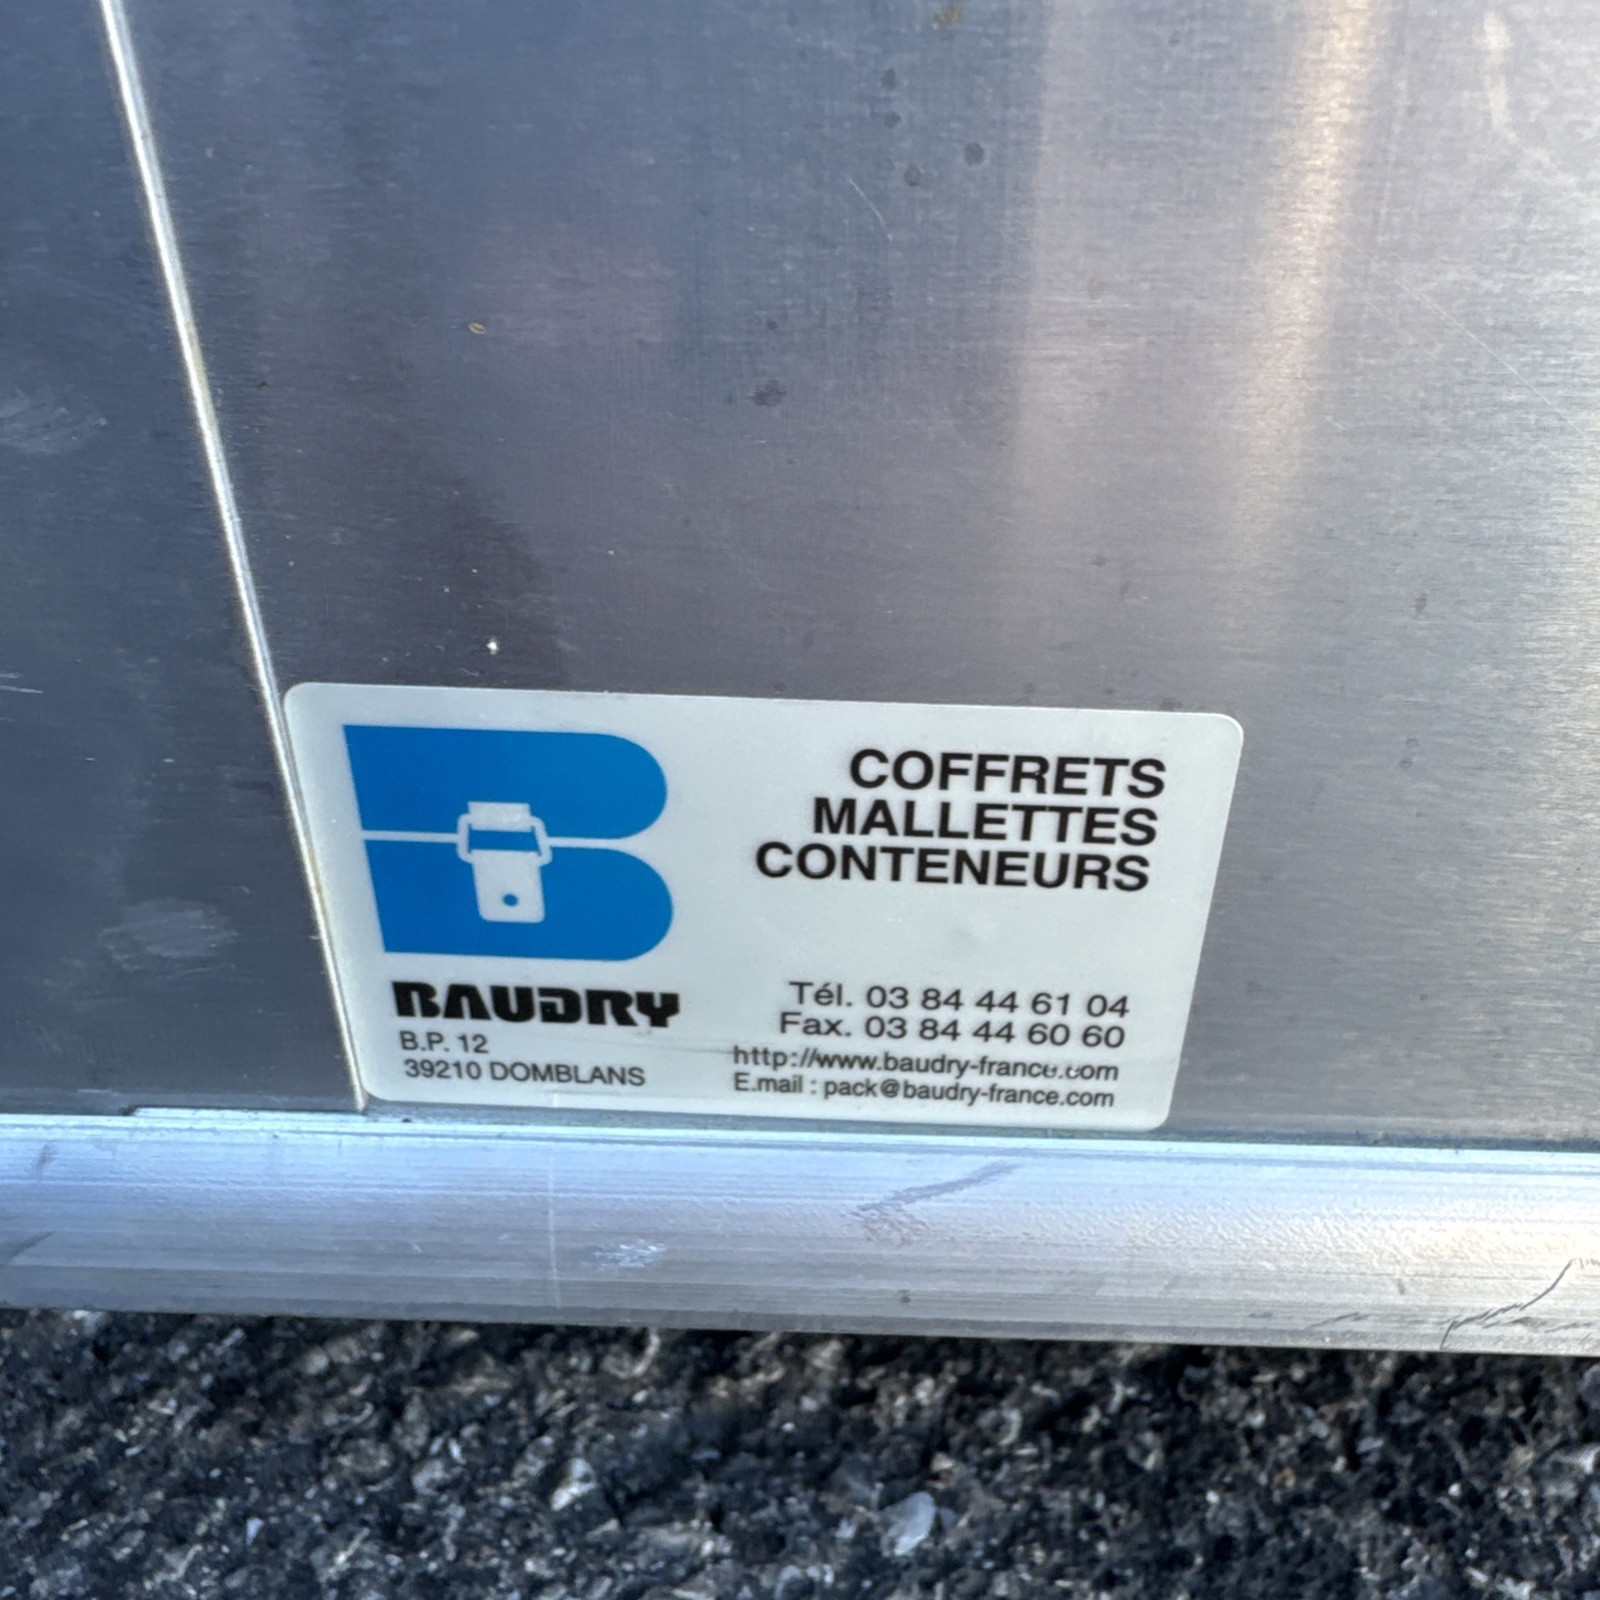 COFFRETS
MALLETTES
CONTENEURS
BAUDRY
B.P. 12
39210 DOMBLANS
Tél. 03 84 44 61 04
Fax. 03 84 44 60 60
http://www.baudry-france.com
E.mail : pack@baudry-france.com